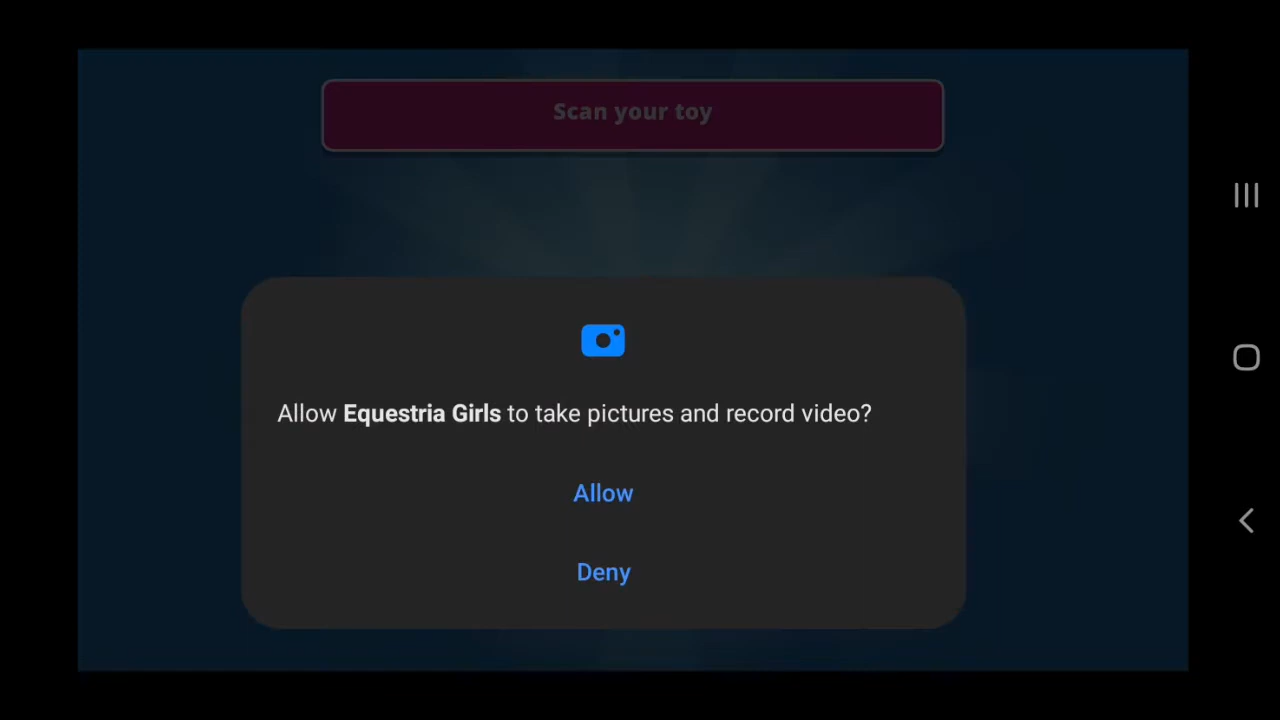 Scan your toy
Allow Equestria Girls to take pictures and record video?
Allow
Deny